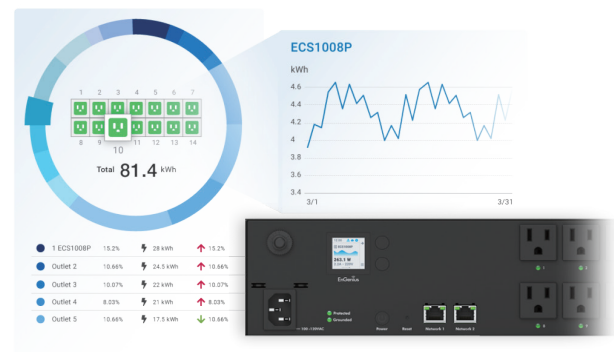 1 2 3 4 5 6 7
8 9 11 12 13 14
10
Total 81.4 kWh
1 ECS1008P 15.2% 28 kWh 15.2%
Outlet 2 10.66% 24.5 kWh 10.66%
Outlet 3 10.07% 22 kWh 10.07%
Outlet 4 8.03% 21 kWh 8.03%
Outlet 5 10.66% 17.5 kWh 10.66%
ECS1008P
kWh
4.6
4.4
4.2
4
3.8
3.6
3.4
3/1 3/31
ECS1008P
EnGenius
Protected
Grounded
100-120VAC Power Reset Network 1 Network 2